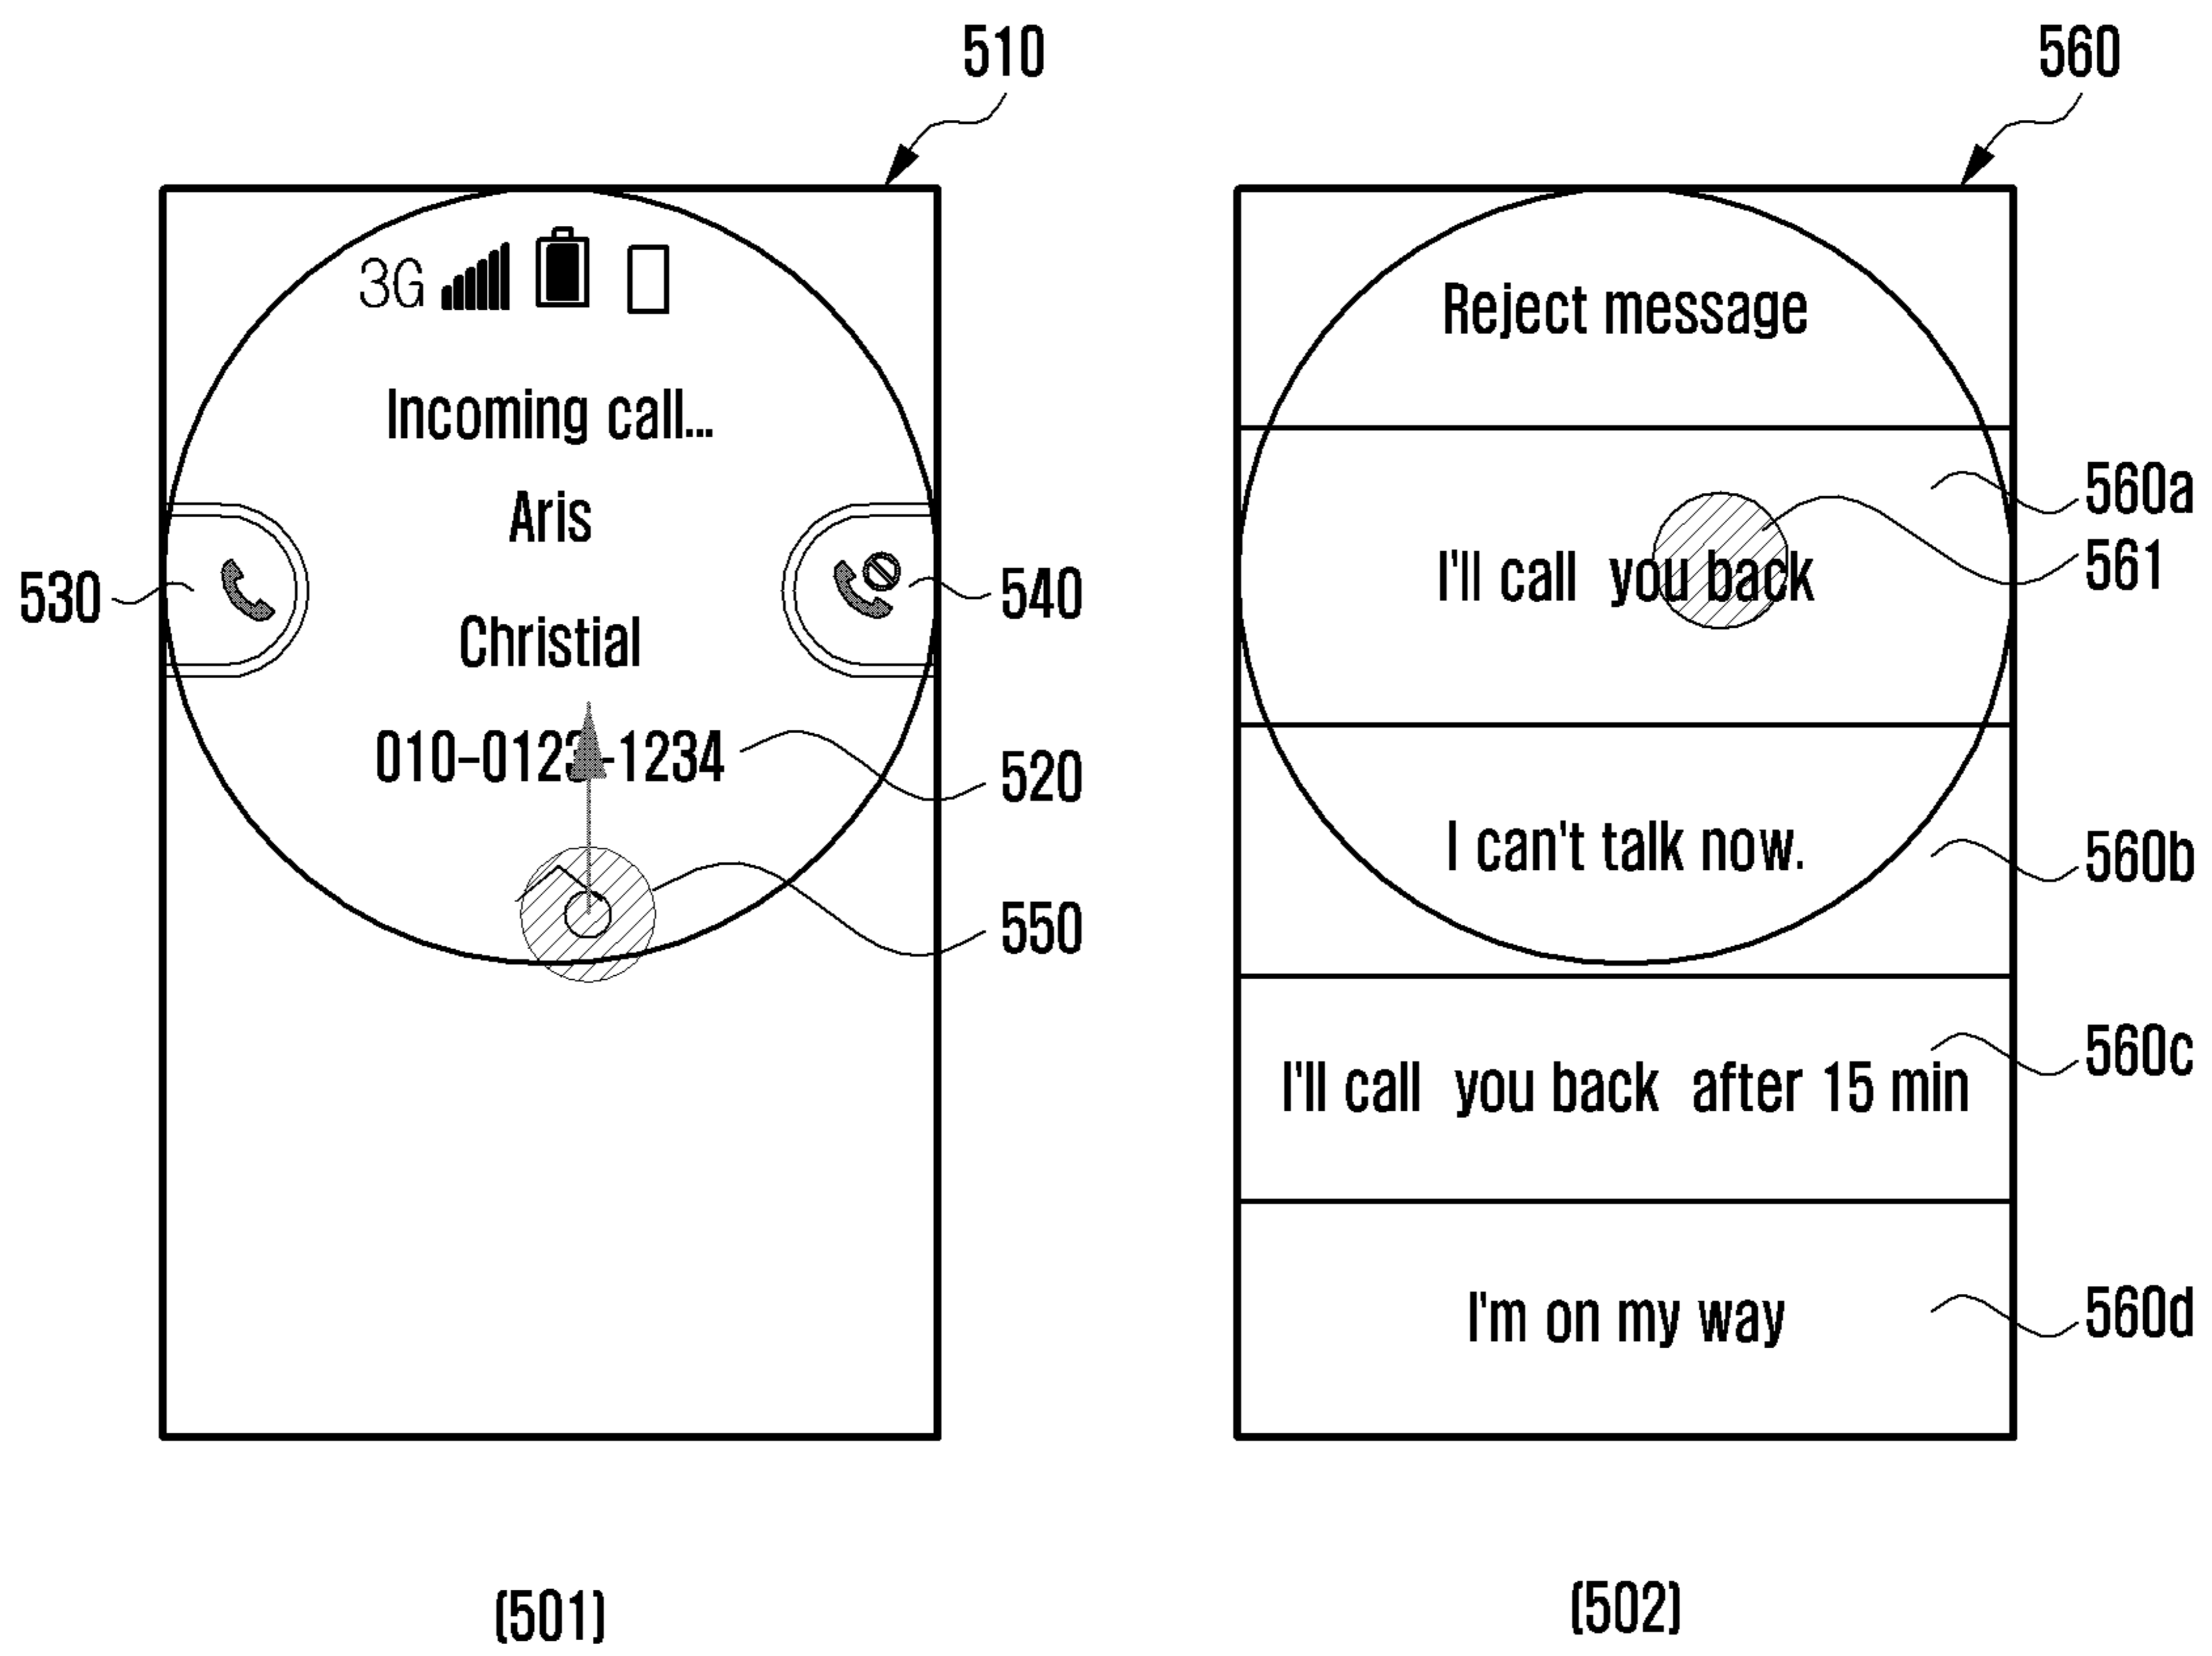 510
3G
Incoming call...
Aris
Christial
010-0123-1234
530
540
520
550
(501)
560
Reject message
I'll call you back
I can't talk now.
I'll call you back after 15 min
I'm on my way
560a
561
560b
560c
560d
(502)